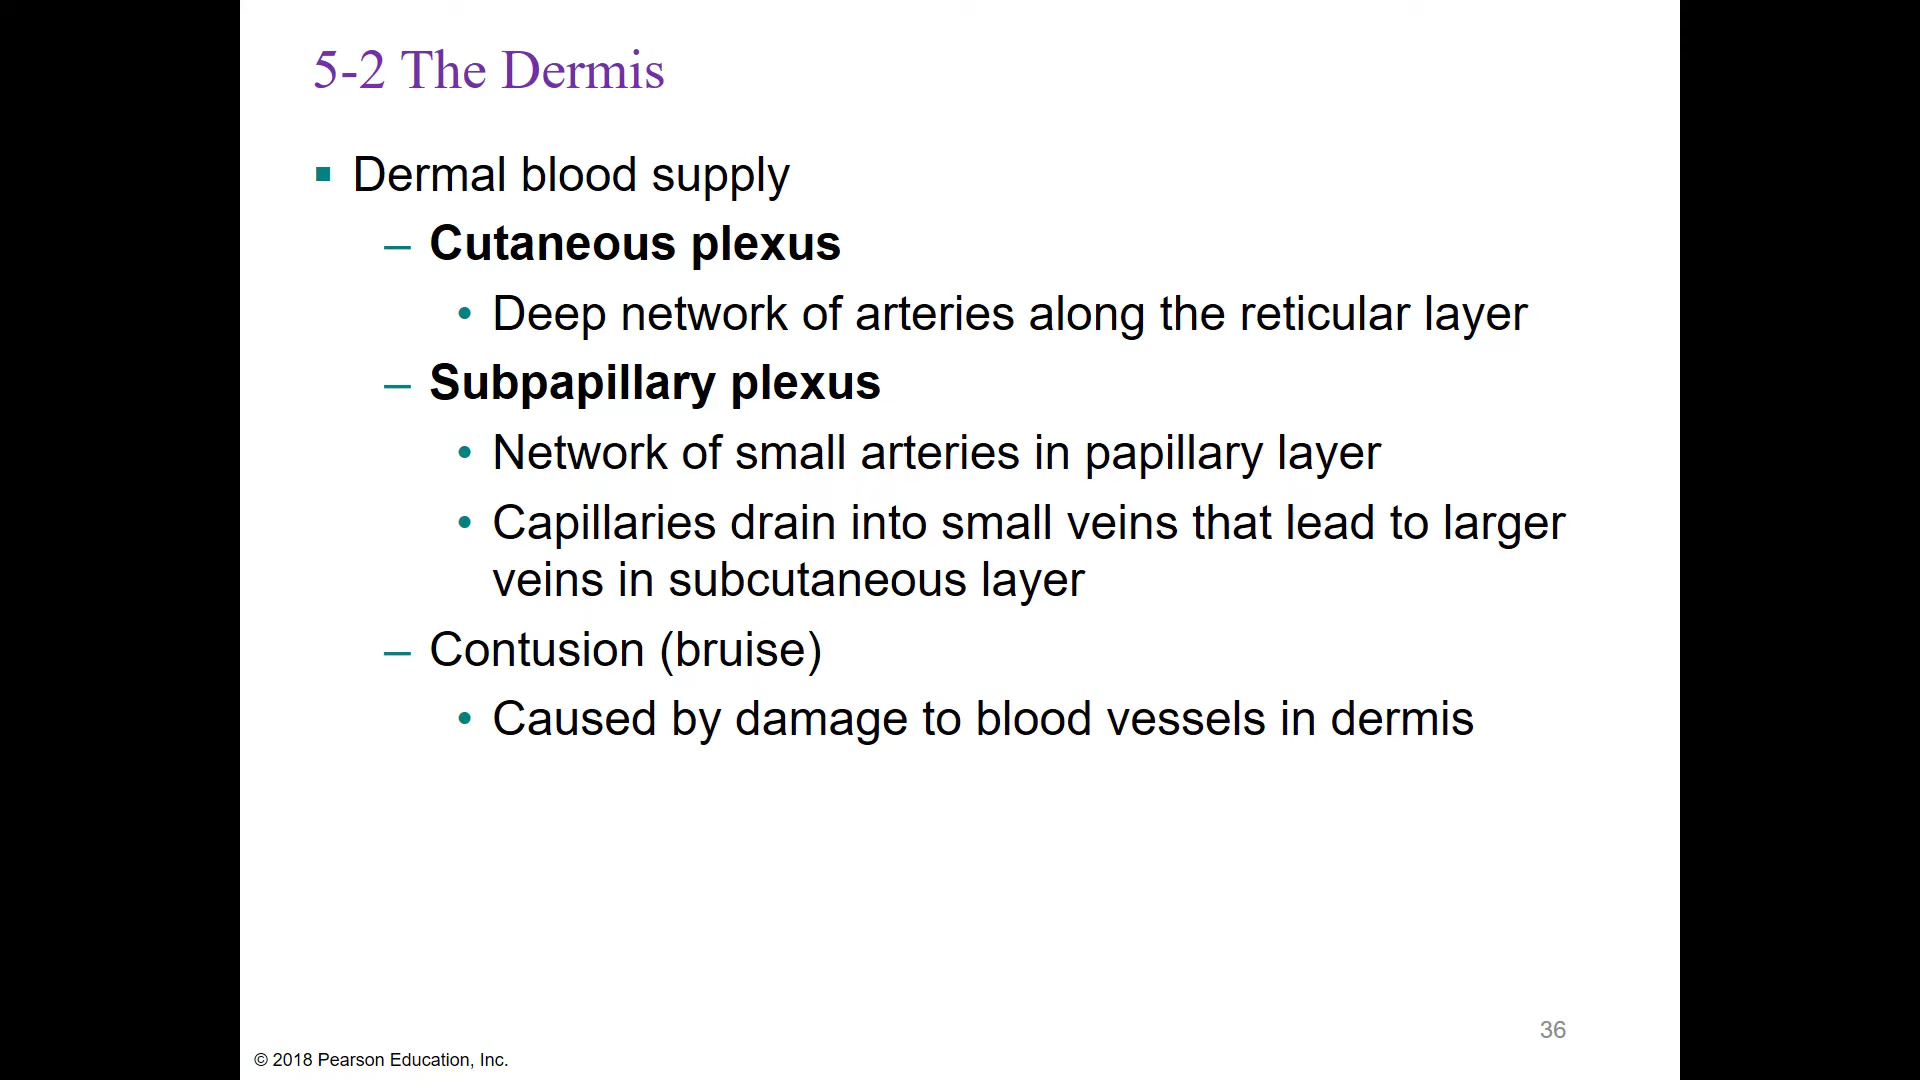 5-2 The Dermis
▪ Dermal blood supply
– Cutaneous plexus
• Deep network of arteries along the reticular layer
– Subpapillary plexus
• Network of small arteries in papillary layer
• Capillaries drain into small veins that lead to larger
veins in subcutaneous layer
– Contusion (bruise)
• Caused by damage to blood vessels in dermis
36
© 2018 Pearson Education, Inc.